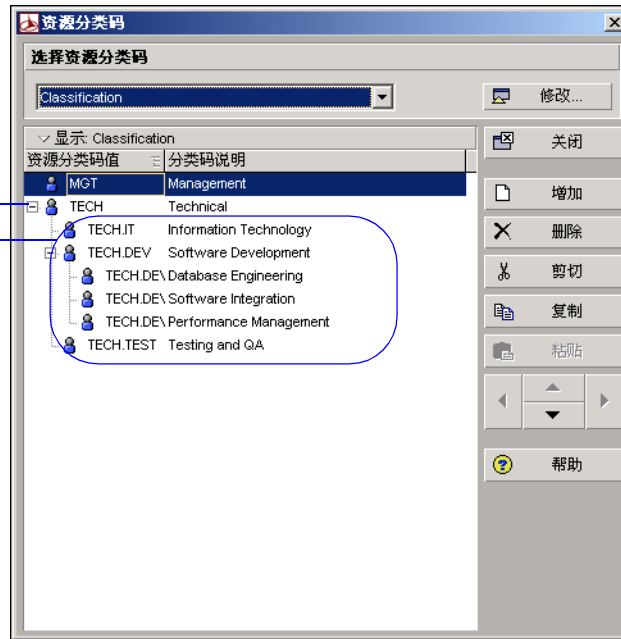 资源分类码
选择资源分类码
Classification
修改...
显示: Classification
资源分类码值 分类码说明
MGT Management
TECH Technical
TECH.IT Information Technology
TECH.DEV Software Development
TECH.DE\ Database Engineering
TECH.DE\ Software Integration
TECH.DE\ Performance Management
TECH.TEST Testing and QA
关闭
增加
删除
剪切
复制
粘贴
帮助